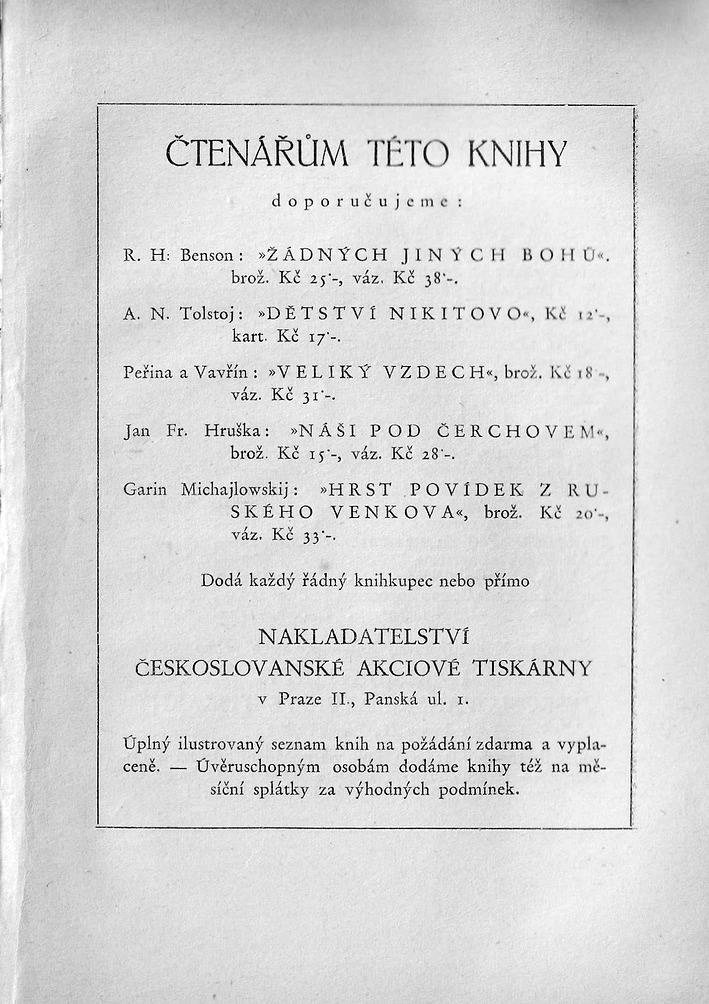 ČTENÁŘŮM TÉTO KNIHY
doporučujeme:
R. H: Benson: »ŽÁDNÝCH JINÝCH BOHŮ«.
brož. Kč 25·-, váz. Kč 38·-.
A. N. Tolstoj: »DĚTSTVÍ NIKITOVO«, Kč 12·-,
kart. Kč 17·-.
Peřina a Vavřín: »VELIKÝ VZDECH«, brož. Kč 18·-,
váz. Kč 31·-.
Jan Fr. Hruška: »NÁŠI POD ČERCHOVEM«,
brož. Kč 15·-, váz. Kč 28·-.
Garin Michajlowskij: »HRST POVÍDEK Z RU-
SKÉHO VENKOVA«, brož. Kč 20·-,
váz. Kč 33·-.
Dodá každý řádný knihkupec nebo přímo
NAKLADATELSTVÍ
ČESKOSLOVANSKÉ AKCIOVÉ TISKÁRNY
v Praze II., Panská ul. 1.
Úplný ilustrovaný seznam knih na požádání zdarma a vypla-
ceně. — Úvěruschopným osobám dodáme knihy též na mě-
síční splátky za výhodných podmínek.